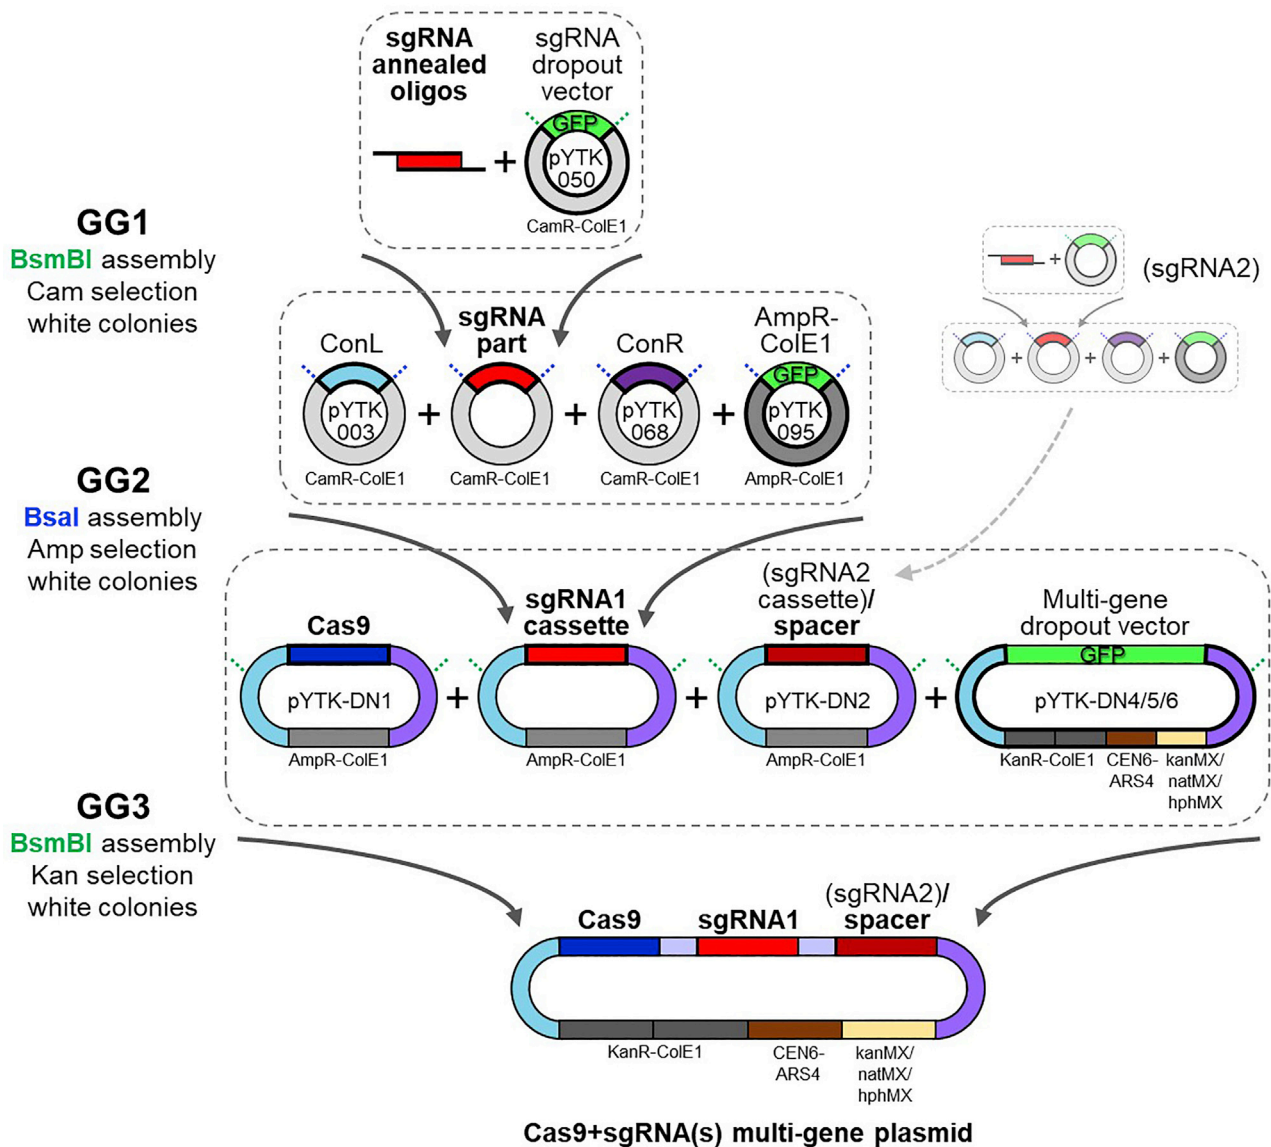 sgRNA
annealed
oligos
sgRNA
dropout
vector
GFP
pYTK
050
+
CamR-ColE1
GG1
BsmBI assembly
Cam selection
white colonies
+
(sgRNA2)
+ + +
ConL
sgRNA
part
ConR
AmpR-
ColE1
GFP
pYTK
003
+
+
pYTK
068
+
pYTK
095
CamR-ColE1
CamR-ColE1
CamR-ColE1
AmpR-ColE1
GG2
BsaI assembly
Amp selection
white colonies
Cas9
sgRNA1
cassette
(sgRNA2
cassette)/
spacer
Multi-gene
dropout vector
GFP
pYTK-DN1
+
+
pYTK-DN2
+
pYTK-DN4/5/6
AmpR-ColE1
AmpR-ColE1
AmpR-ColE1
KanR-ColE1
CEN6-
ARS4
kanMX/
natMX/
hphMX
GG3
BsmBI assembly
Kan selection
white colonies
Cas9
sgRNA1
(sgRNA2)/
spacer
KanR-ColE1
CEN6-
ARS4
kanMX/
natMX/
hphMX
Cas9+sgRNA(s) multi-gene plasmid